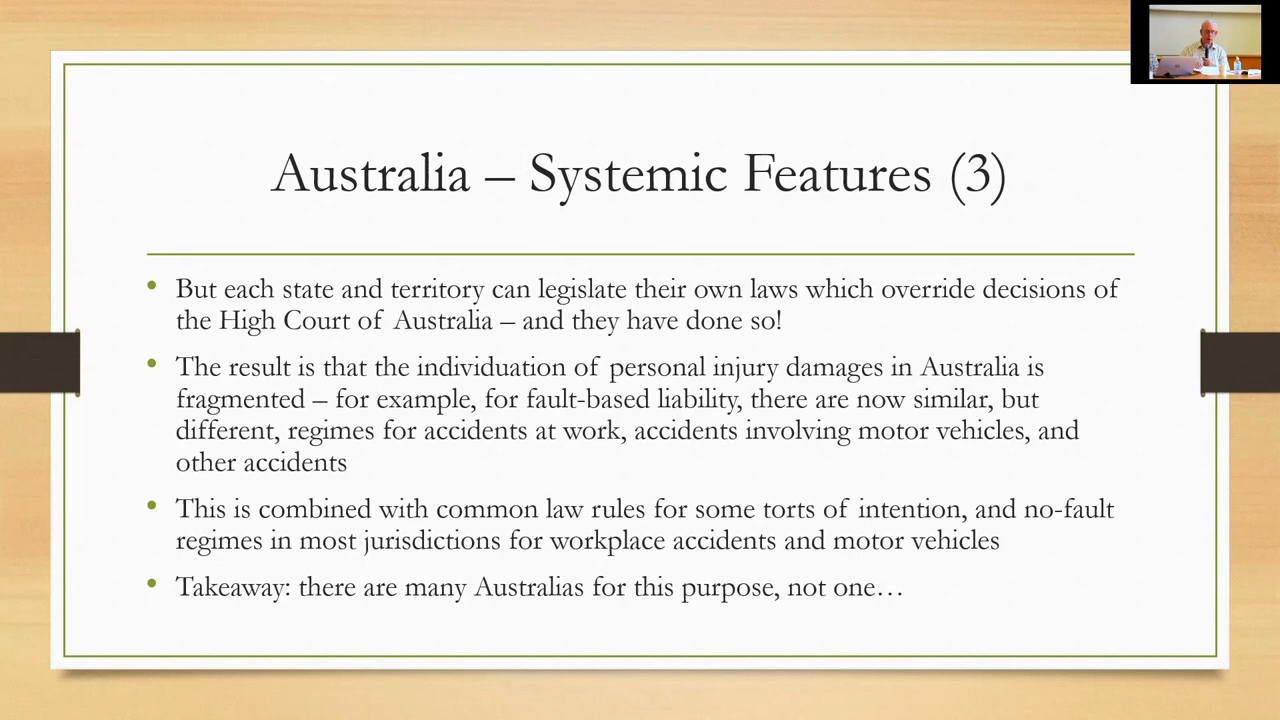 Australia – Systemic Features (3)
• But each state and territory can legislate their own laws which override decisions of
the High Court of Australia – and they have done so!
• The result is that the individuation of personal injury damages in Australia is
fragmented – for example, for fault-based liability, there are now similar, but
different, regimes for accidents at work, accidents involving motor vehicles, and
other accidents
• This is combined with common law rules for some torts of intention, and no-fault
regimes in most jurisdictions for workplace accidents and motor vehicles
• Takeaway: there are many Australias for this purpose, not one…